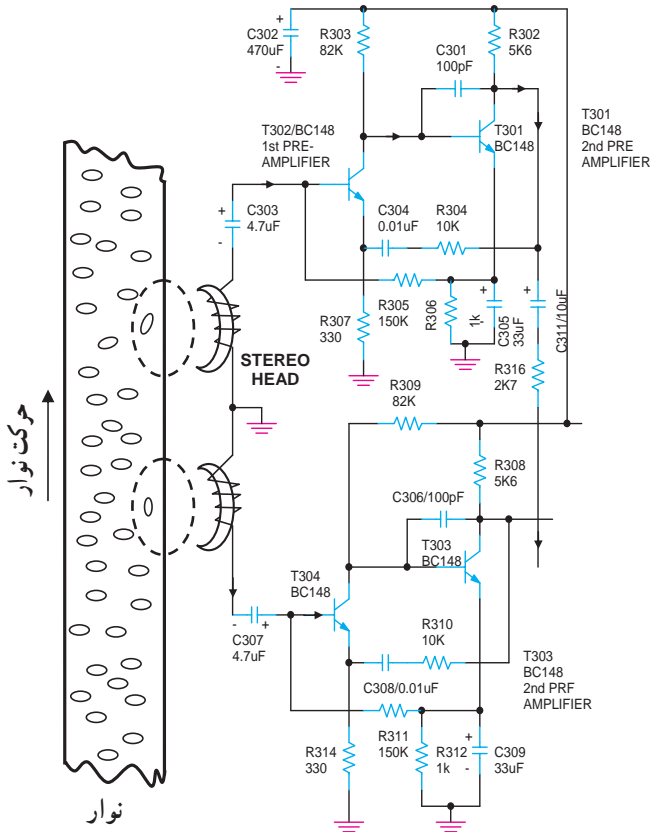 C302
470uF
+
-
R303
82K
C301
100pF
R302
5K6
T302/BC148
1st PRE-
AMPLIFIER
T301
BC148
T301
BC148
2nd PRE
AMPLIFIER
+
-
C303
4.7uF
C304
0.01uF
R304
10K
R305
150K
R306
1k
+
-
C305
33uF
+
C311/10uF
R307
330
R316
2K7
STEREO
HEAD
حرکت نوار
R309
82K
R308
5K6
C306/100pF
T303
BC148
T304
BC148
- +
C307
4.7uF
R310
10K
C308/0.01uF
T303
BC148
2nd PRF
AMPLIFIER
R314
330
R311
150K
R312
1k
+
-
C309
33uF
نوار